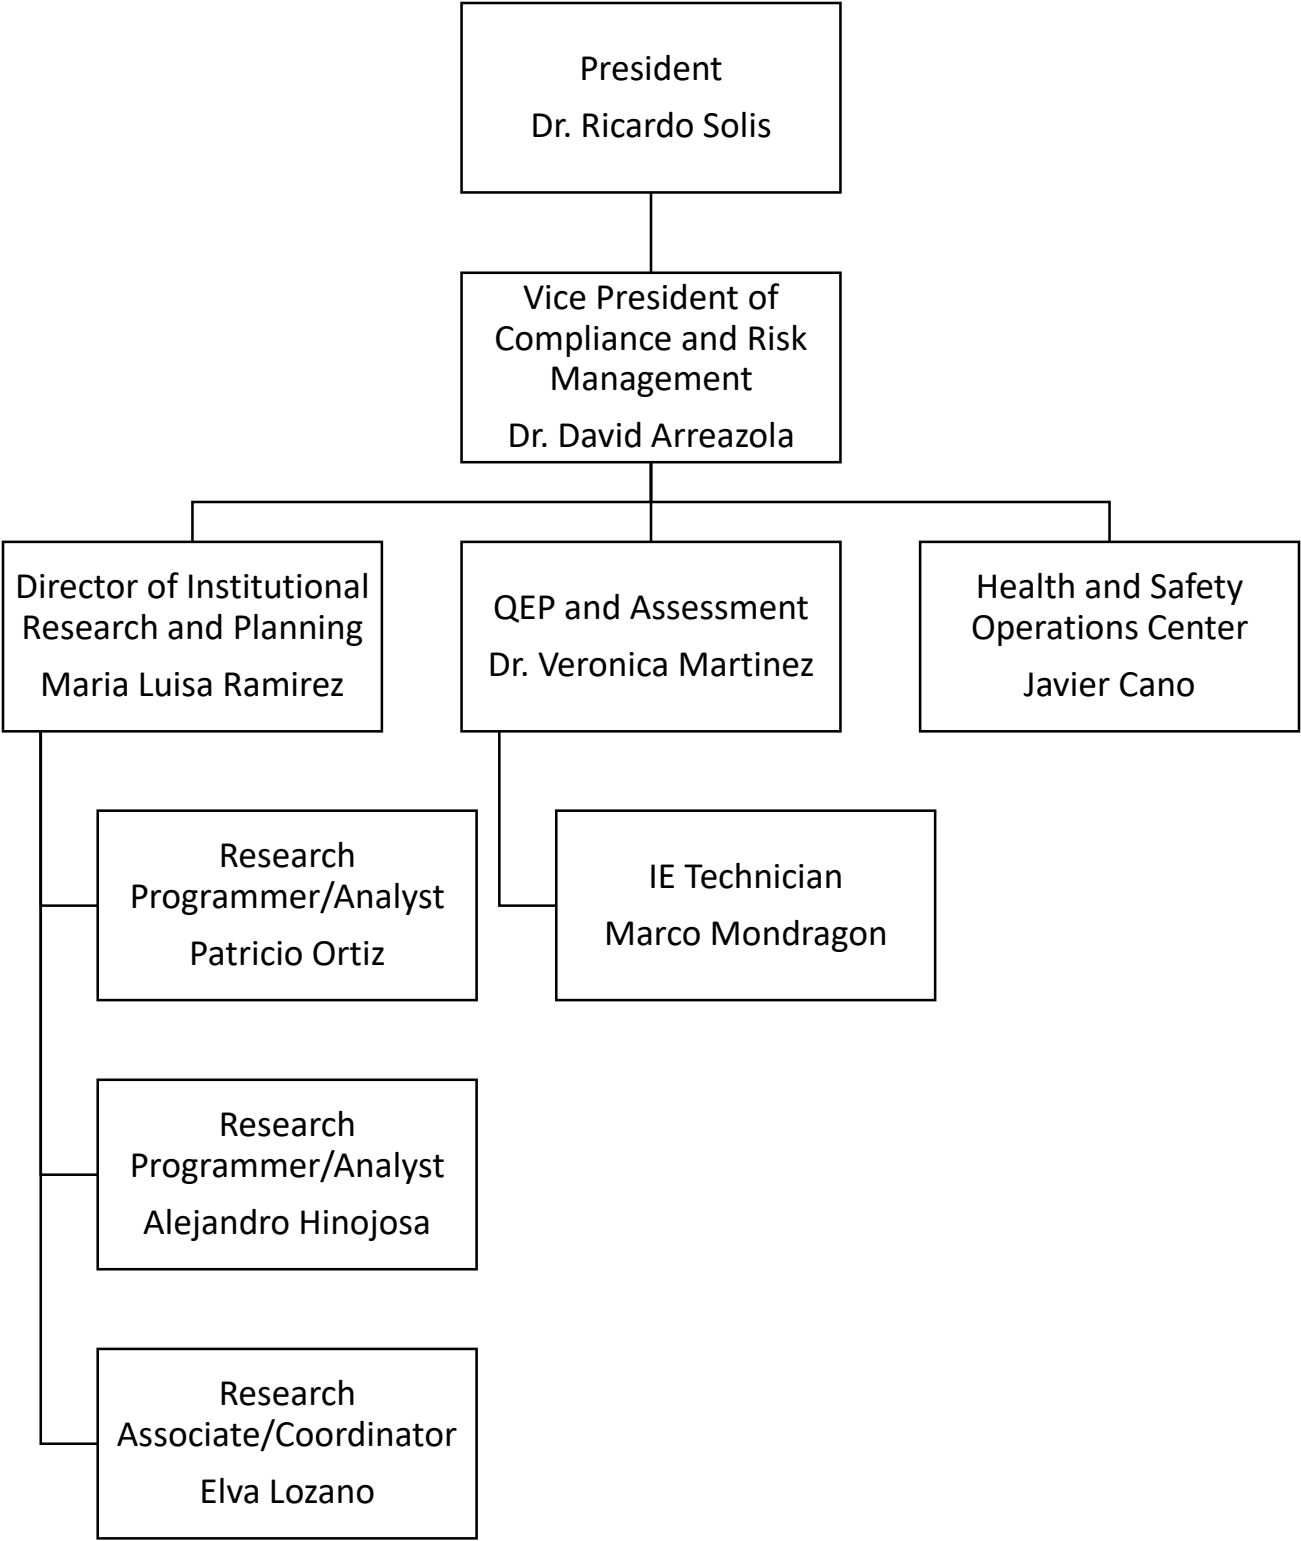 President
Dr. Ricardo Solis
Vice President of
Compliance and Risk
Management
Dr. David Arreazola
Director of Institutional
Research and Planning
Maria Luisa Ramirez
QEP and Assessment
Dr. Veronica Martinez
Health and Safety
Operations Center
Javier Cano
Research
Programmer/Analyst
Patricio Ortiz
IE Technician
Marco Mondragon
Research
Programmer/Analyst
Alejandro Hinojosa
Research
Associate/Coordinator
Elva Lozano